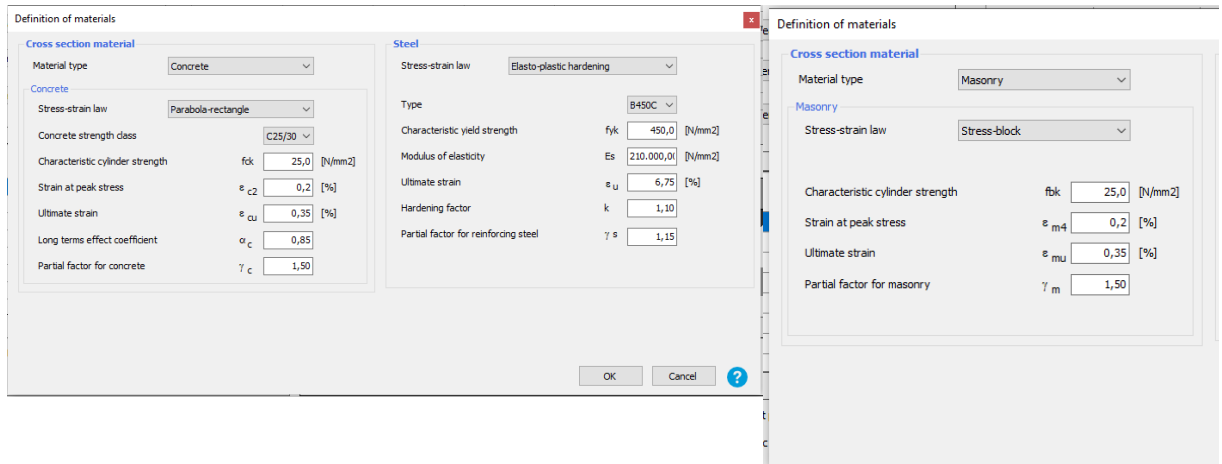 Definition of materials
x
Cross section material
Material type Concrete
Concrete
Stress-strain law Parabola-rectangle
Concrete strength class C25/30
Characteristic cylinder strength fck 25,0 [N/mm2]
Strain at peak stress ε c2 0,2 [%]
Ultimate strain ε cu 0,35 [%]
Long terms effect coefficient α c 0,85
Partial factor for concrete γ c 1,50
Steel
Stress-strain law Elasto-plastic hardening
Type B450C
Characteristic yield strength fyk 450,0 [N/mm2]
Modulus of elasticity Es 210.000,0( [N/mm2]
Ultimate strain ε u 6,75 [%]
Hardening factor k 1,10
Partial factor for reinforcing steel γ s 1,15
OK Cancel ?
Definition of materials
Cross section material
Material type Masonry
Masonry
Stress-strain law Stress-block
Characteristic cylinder strength fbk 25,0 [N/mm2]
Strain at peak stress ε m4 0,2 [%]
Ultimate strain ε mu 0,35 [%]
Partial factor for masonry γ m 1,50